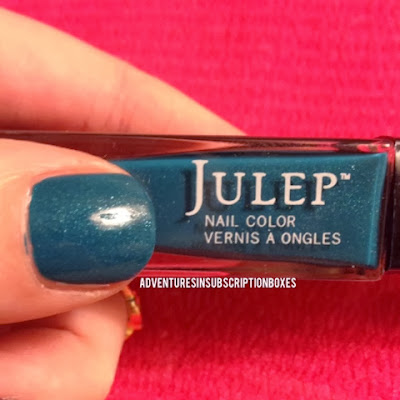 JULEP™
NAIL COLOR
VERNIS À ONGLES
ADVENTURESINSUBSCRIPTIONBOXES